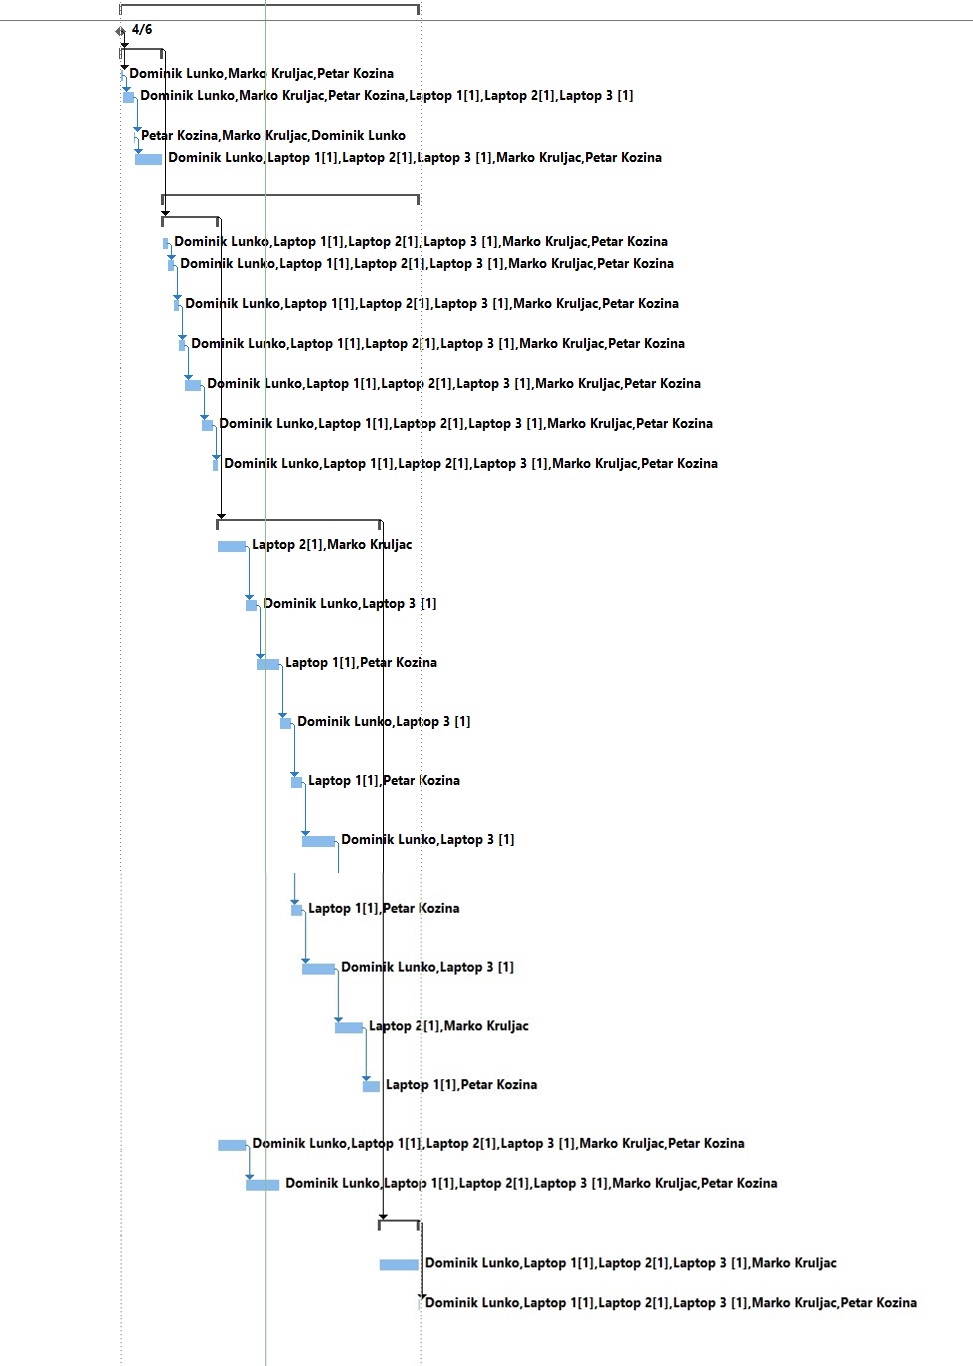 4/6
Dominik Lunko,Marko Kruljac,Petar Kozina
Dominik Lunko,Marko Kruljac,Petar Kozina,Laptop 1[1],Laptop 2[1],Laptop 3 [1]
Petar Kozina,Marko Kruljac,Dominik Lunko
Dominik Lunko,Laptop 1[1],Laptop 2[1],Laptop 3 [1],Marko Kruljac,Petar Kozina
Dominik Lunko,Laptop 1[1],Laptop 2[1],Laptop 3 [1],Marko Kruljac,Petar Kozina
Dominik Lunko,Laptop 1[1],Laptop 2[1],Laptop 3 [1],Marko Kruljac,Petar Kozina
Dominik Lunko,Laptop 1[1],Laptop 2[1],Laptop 3 [1],Marko Kruljac,Petar Kozina
Dominik Lunko,Laptop 1[1],Laptop 2[1],Laptop 3 [1],Marko Kruljac,Petar Kozina
Dominik Lunko,Laptop 1[1],Laptop 2[1],Laptop 3 [1],Marko Kruljac,Petar Kozina
Dominik Lunko,Laptop 1[1],Laptop 2[1],Laptop 3 [1],Marko Kruljac,Petar Kozina
Dominik Lunko,Laptop 1[1],Laptop 2[1],Laptop 3 [1],Marko Kruljac,Petar Kozina
Laptop 2[1],Marko Kruljac
Dominik Lunko,Laptop 3 [1]
Laptop 1[1],Petar Kozina
Dominik Lunko,Laptop 3 [1]
Laptop 1[1],Petar Kozina
Dominik Lunko,Laptop 3 [1]
Laptop 1[1],Petar Kozina
Dominik Lunko,Laptop 3 [1]
Laptop 2[1],Marko Kruljac
Laptop 1[1],Petar Kozina
Dominik Lunko,Laptop 1[1],Laptop 2[1],Laptop 3 [1],Marko Kruljac,Petar Kozina
Dominik Lunko,Laptop 1[1],Laptop 2[1],Laptop 3 [1],Marko Kruljac,Petar Kozina
Dominik Lunko,Laptop 1[1],Laptop 2[1],Laptop 3 [1],Marko Kruljac
Dominik Lunko,Laptop 1[1],Laptop 2[1],Laptop 3 [1],Marko Kruljac,Petar Kozina